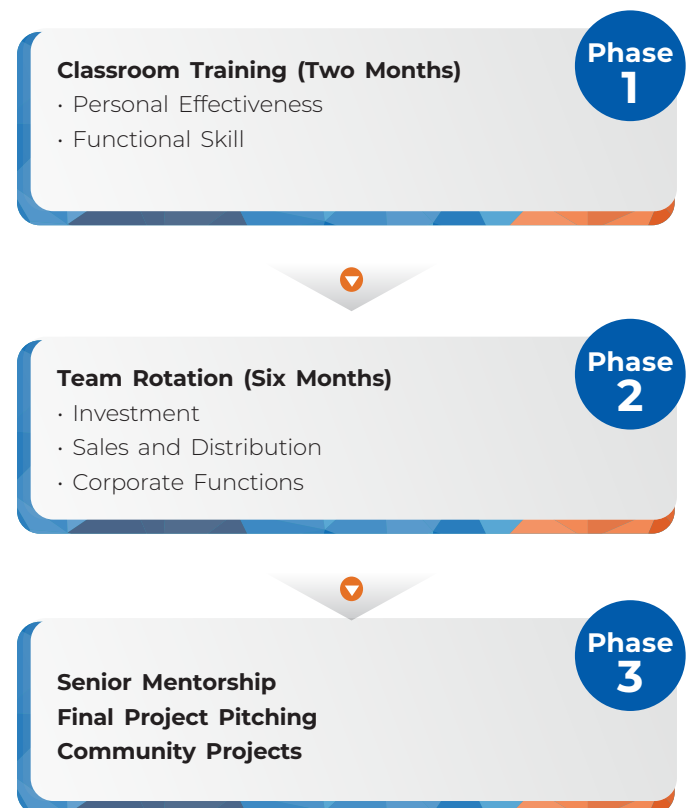 Phase
1
Classroom Training (Two Months)
· Personal Effectiveness
· Functional Skill
Phase
2
Team Rotation (Six Months)
· Investment
· Sales and Distribution
· Corporate Functions
Phase
3
Senior Mentorship
Final Project Pitching
Community Projects